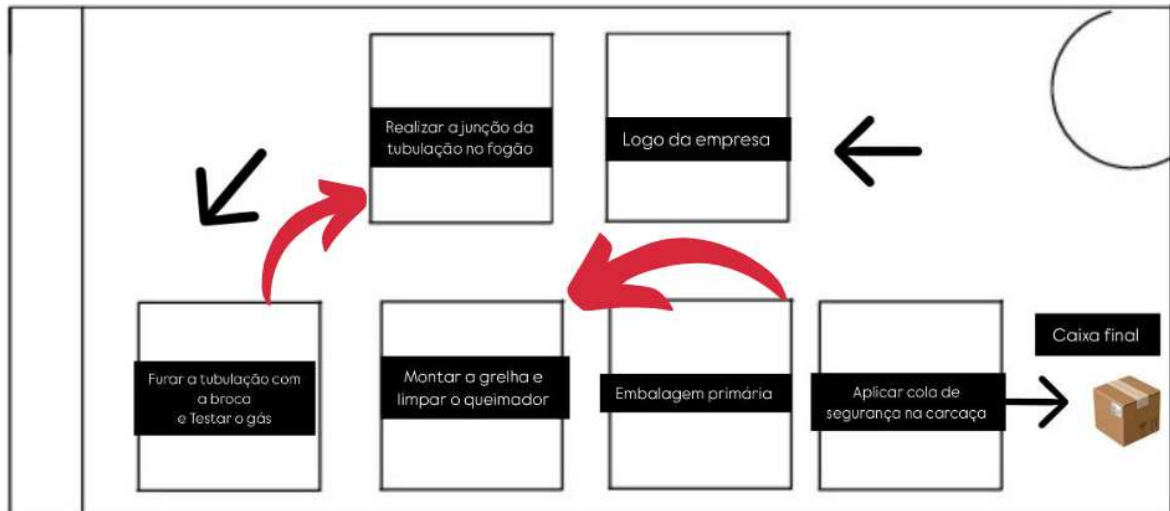 Realizar a junção da
tubulação no fogão
Logo da empresa
Furar a tubulação com
a broca
e Testar o gás
Montar a grelha e
limpar o queimador
Embalagem primária
Aplicar cola de
segurança na carcaça
Caixa final